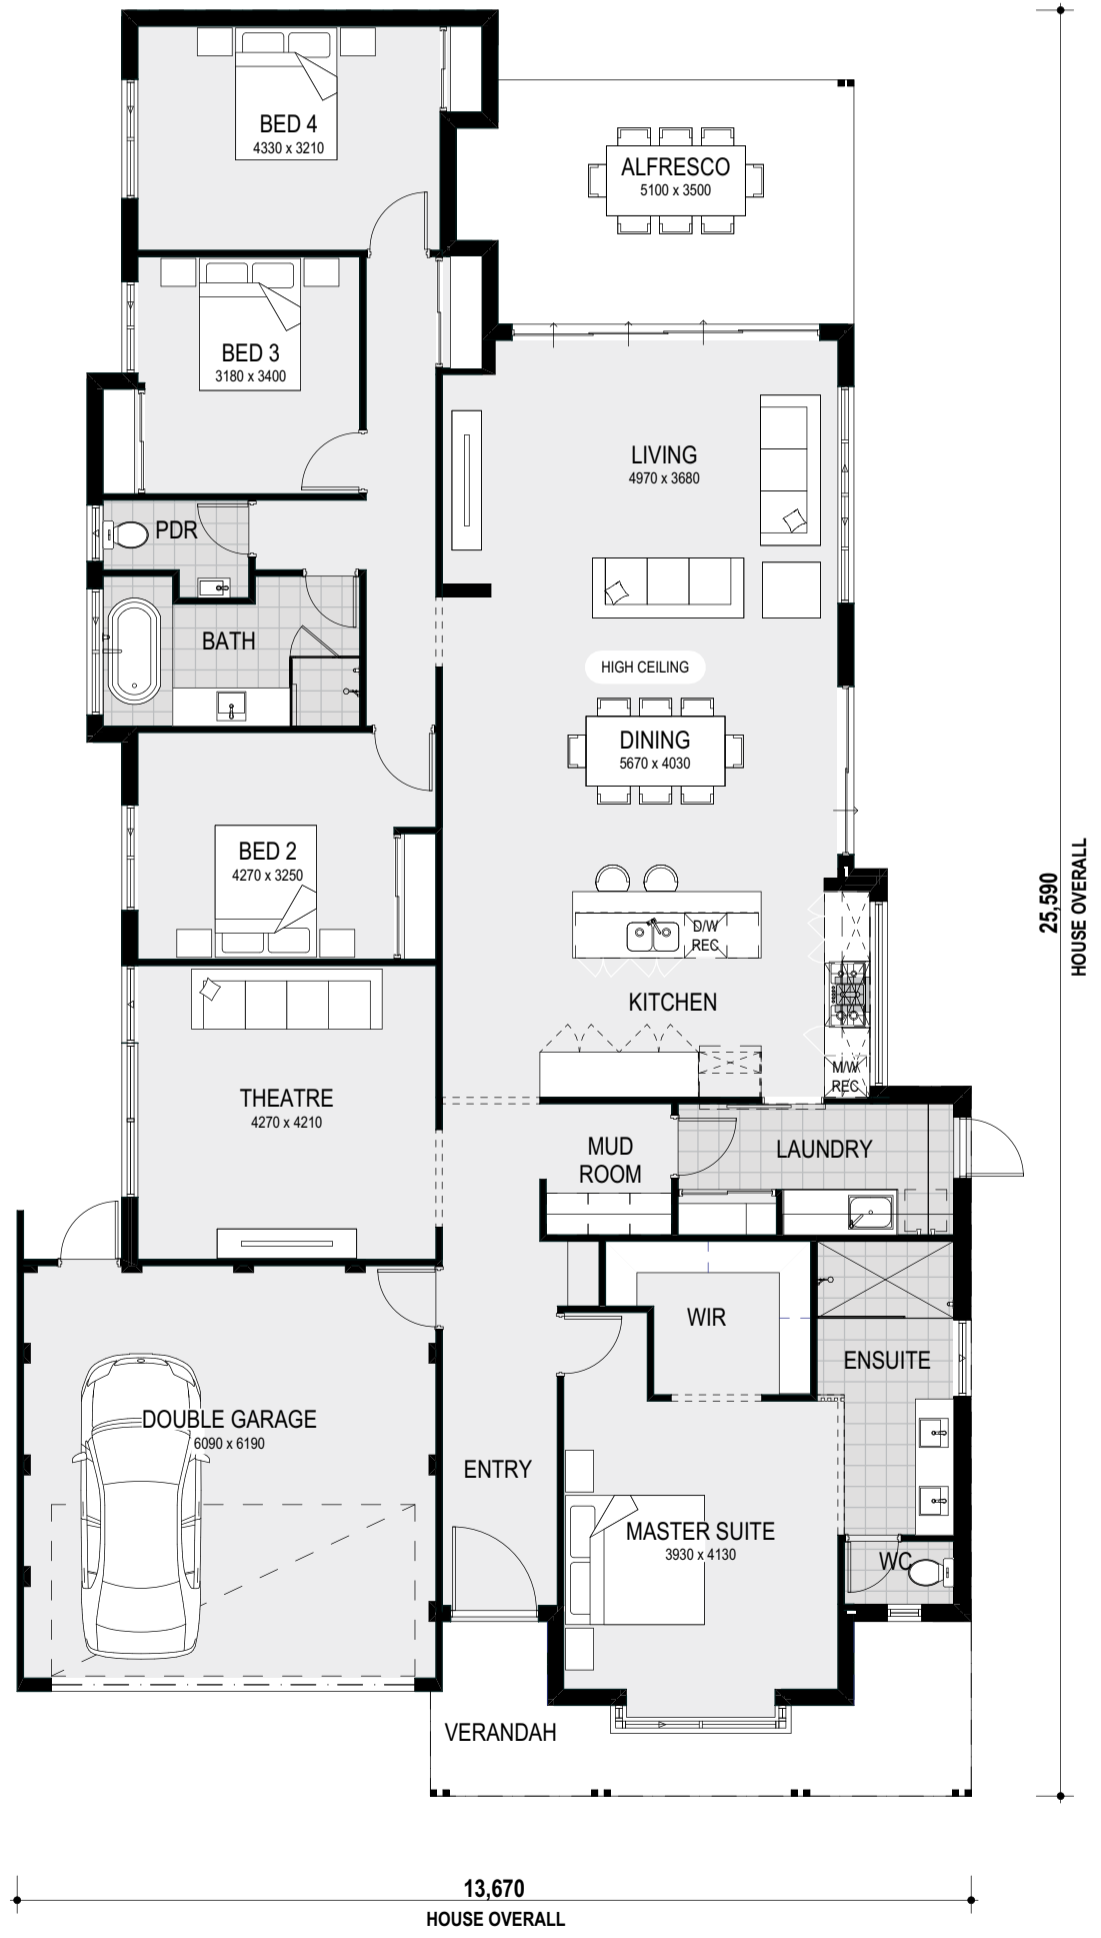 BED 4
4330 x 3210
ALFRESCO
5100 x 3500
BED 3
3180 x 3400
LIVING
4970 x 3680
PDR
BATH
HIGH CEILING
DINING
5670 x 4030
BED 2
4270 x 3250
D/W
REC
KITCHEN
M/W
REC
THEATRE
4270 x 4210
MUD
ROOM
LAUNDRY
WIR
ENSUITE
DOUBLE GARAGE
6090 x 6190
ENTRY
MASTER SUITE
3930 x 4130
WC
VERANDAH
25,590
HOUSE OVERALL
13,670
HOUSE OVERALL